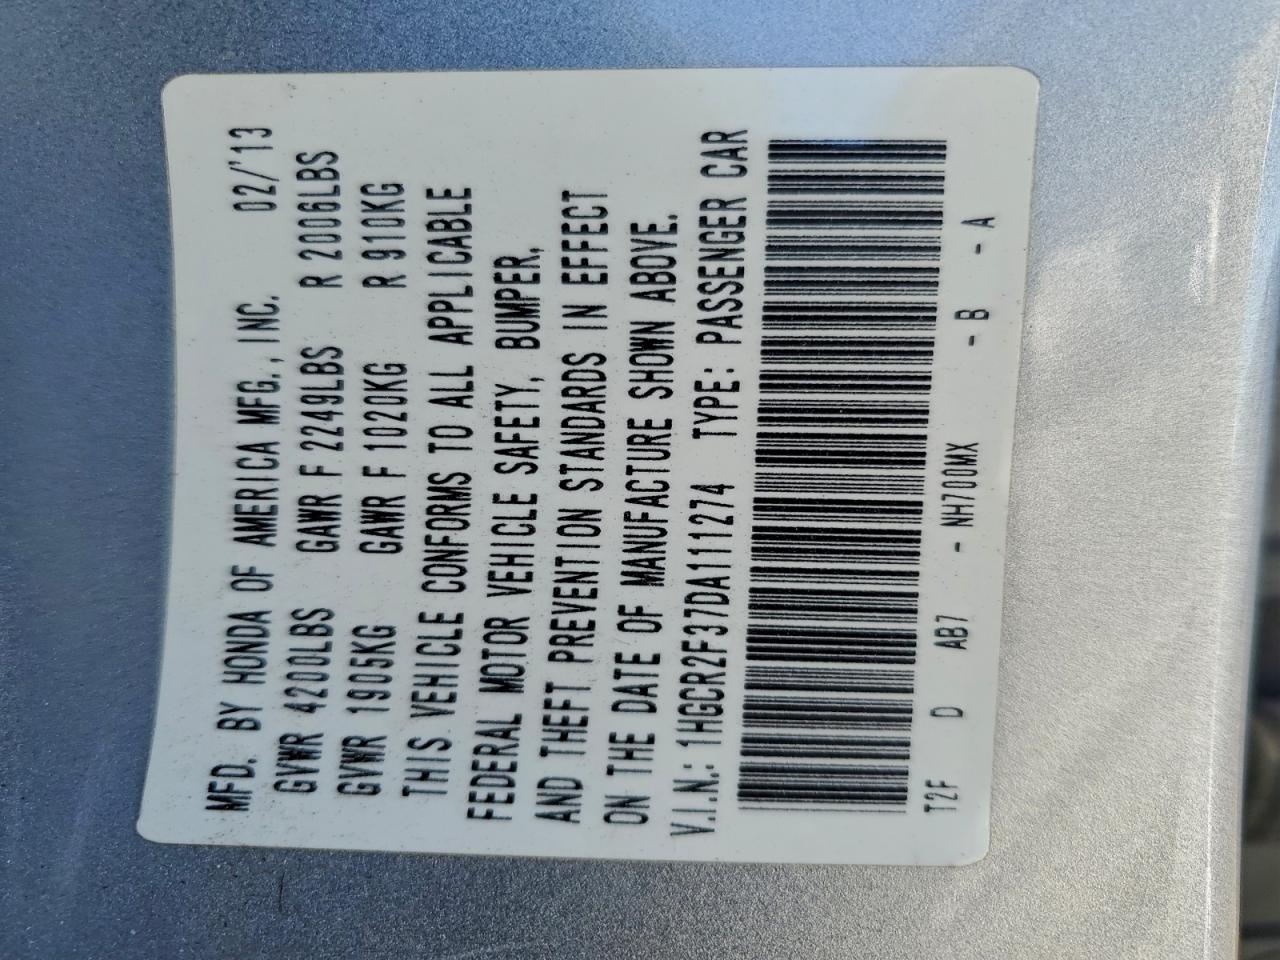 MFD. BY HONDA OF AMERICA MFG., INC. 02/'13
GVWR 4200LBS GAWR F 2249LBS R 2006LBS
GVWR 1905KG GAWR F 1020KG R 910KG
THIS VEHICLE CONFORMS TO ALL APPLICABLE
FEDERAL MOTOR VEHICLE SAFETY, BUMPER,
AND THEFT PREVENTION STANDARDS IN EFFECT
ON THE DATE OF MANUFACTURE SHOWN ABOVE.
V.I.N.: 1HGCR2F37DA111274 TYPE: PASSENGER CAR
T2F D AB7 - NH700MX - B - A